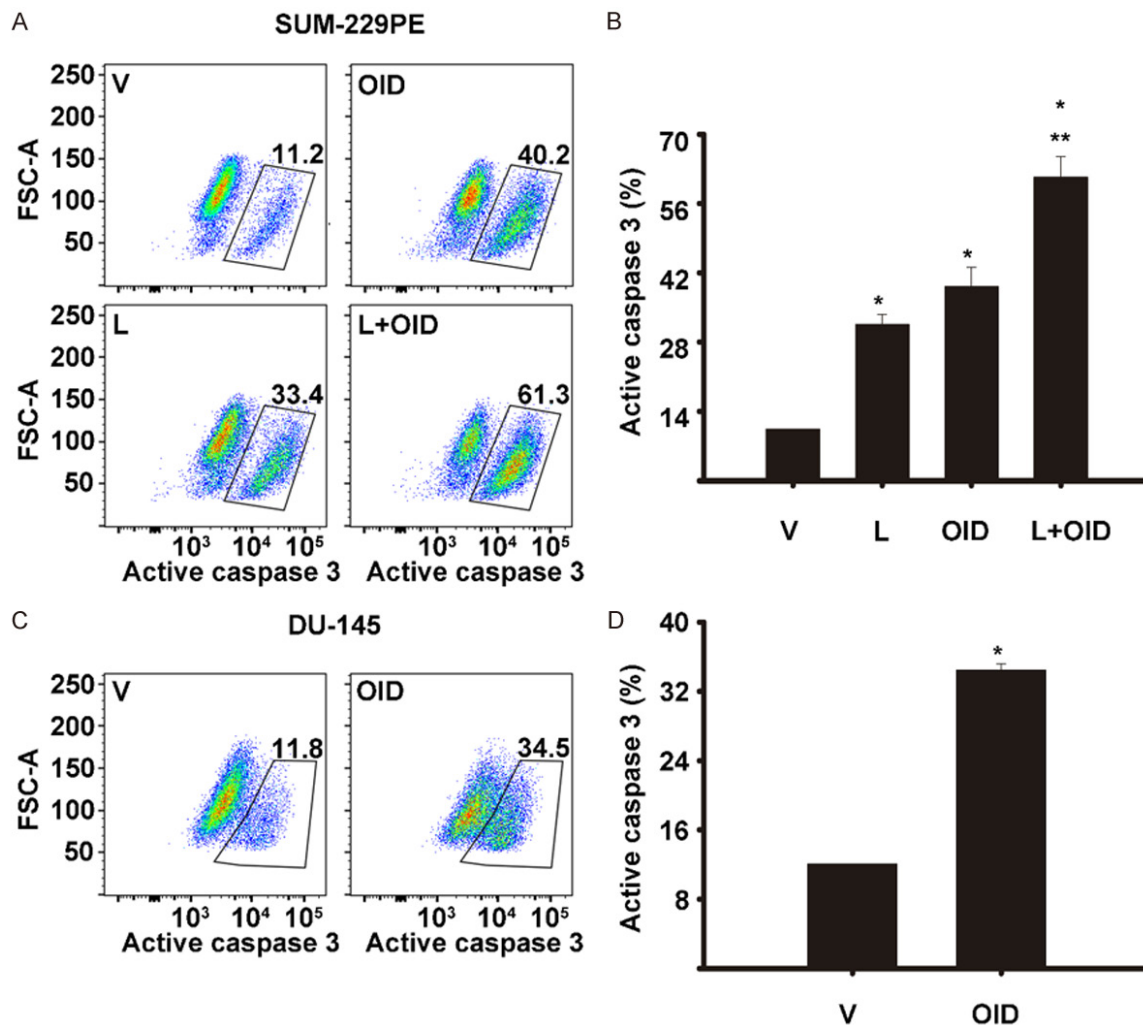 A
SUM-229PE
V
11.2
OID
40.2
250
200
150
100
50
FSC-A
L
33.4
L+OID
61.3
250
200
150
100
50
FSC-A
10³ 10⁴ 10⁵
10³ 10⁴ 10⁵
Active caspase 3
Active caspase 3
B
*
**
*
*
70
56
42
28
14
Active caspase 3 (%)
V L OID L+OID
C
DU-145
V
11.8
OID
34.5
250
200
150
100
50
FSC-A
10³ 10⁴ 10⁵
10³ 10⁴ 10⁵
Active caspase 3
Active caspase 3
D
*
40
32
24
16
8
Active caspase 3 (%)
V OID